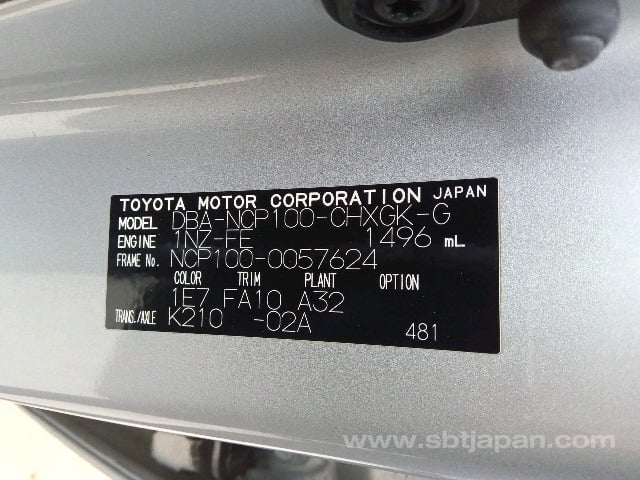 TOYOTA MOTOR CORPORATION JAPAN
MODEL DBA-NCP100-CHXGK-G
ENGINE 1NZ-FE 1496 mL
FRAME No. NCP100-0057624
COLOR TRIM PLANT OPTION
1E7 FA10 A32
TRANS./AXLE K210 -02A
481
www.sbtjapan.com